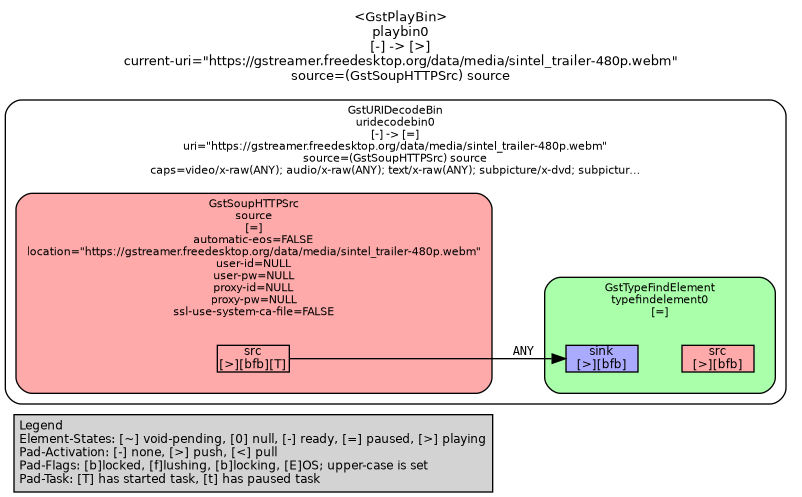 <GstPlayBin>
playbin0
[-] -> [>]
current-uri="https://gstreamer.freedesktop.org/data/media/sintel_trailer-480p.webm"
source=(GstSoupHTTPSrc) source
GstURIDecodeBin
uridecodebin0
[-] -> [=]
uri="https://gstreamer.freedesktop.org/data/media/sintel_trailer-480p.webm"
source=(GstSoupHTTPSrc) source
caps=video/x-raw(ANY); audio/x-raw(ANY); text/x-raw(ANY); subpicture/x-dvd; subpictur…
GstSoupHTTPSrc
source
[=]
automatic-eos=FALSE
location="https://gstreamer.freedesktop.org/data/media/sintel_trailer-480p.webm"
user-id=NULL
user-pw=NULL
proxy-id=NULL
proxy-pw=NULL
ssl-use-system-ca-file=FALSE
src
[>][bfb][T]
ANY
GstTypeFindElement
typefindelement0
[=]
sink
[>][bfb]
src
[>][bfb]
Legend
Element-States: [~] void-pending, [0] null, [-] ready, [=] paused, [>] playing
Pad-Activation: [-] none, [>] push, [<] pull
Pad-Flags: [b]locked, [f]lushing, [b]locking, [E]OS; upper-case is set
Pad-Task: [T] has started task, [t] has paused task